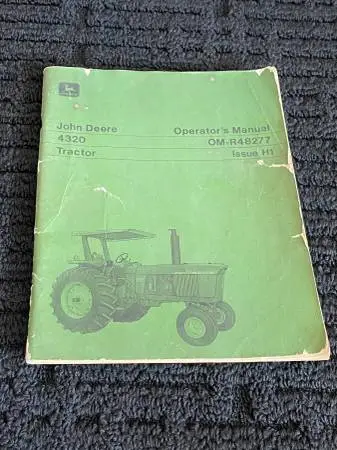 John Deere Operator's Manual
4320 OM-R48277
Tractor Issue H1